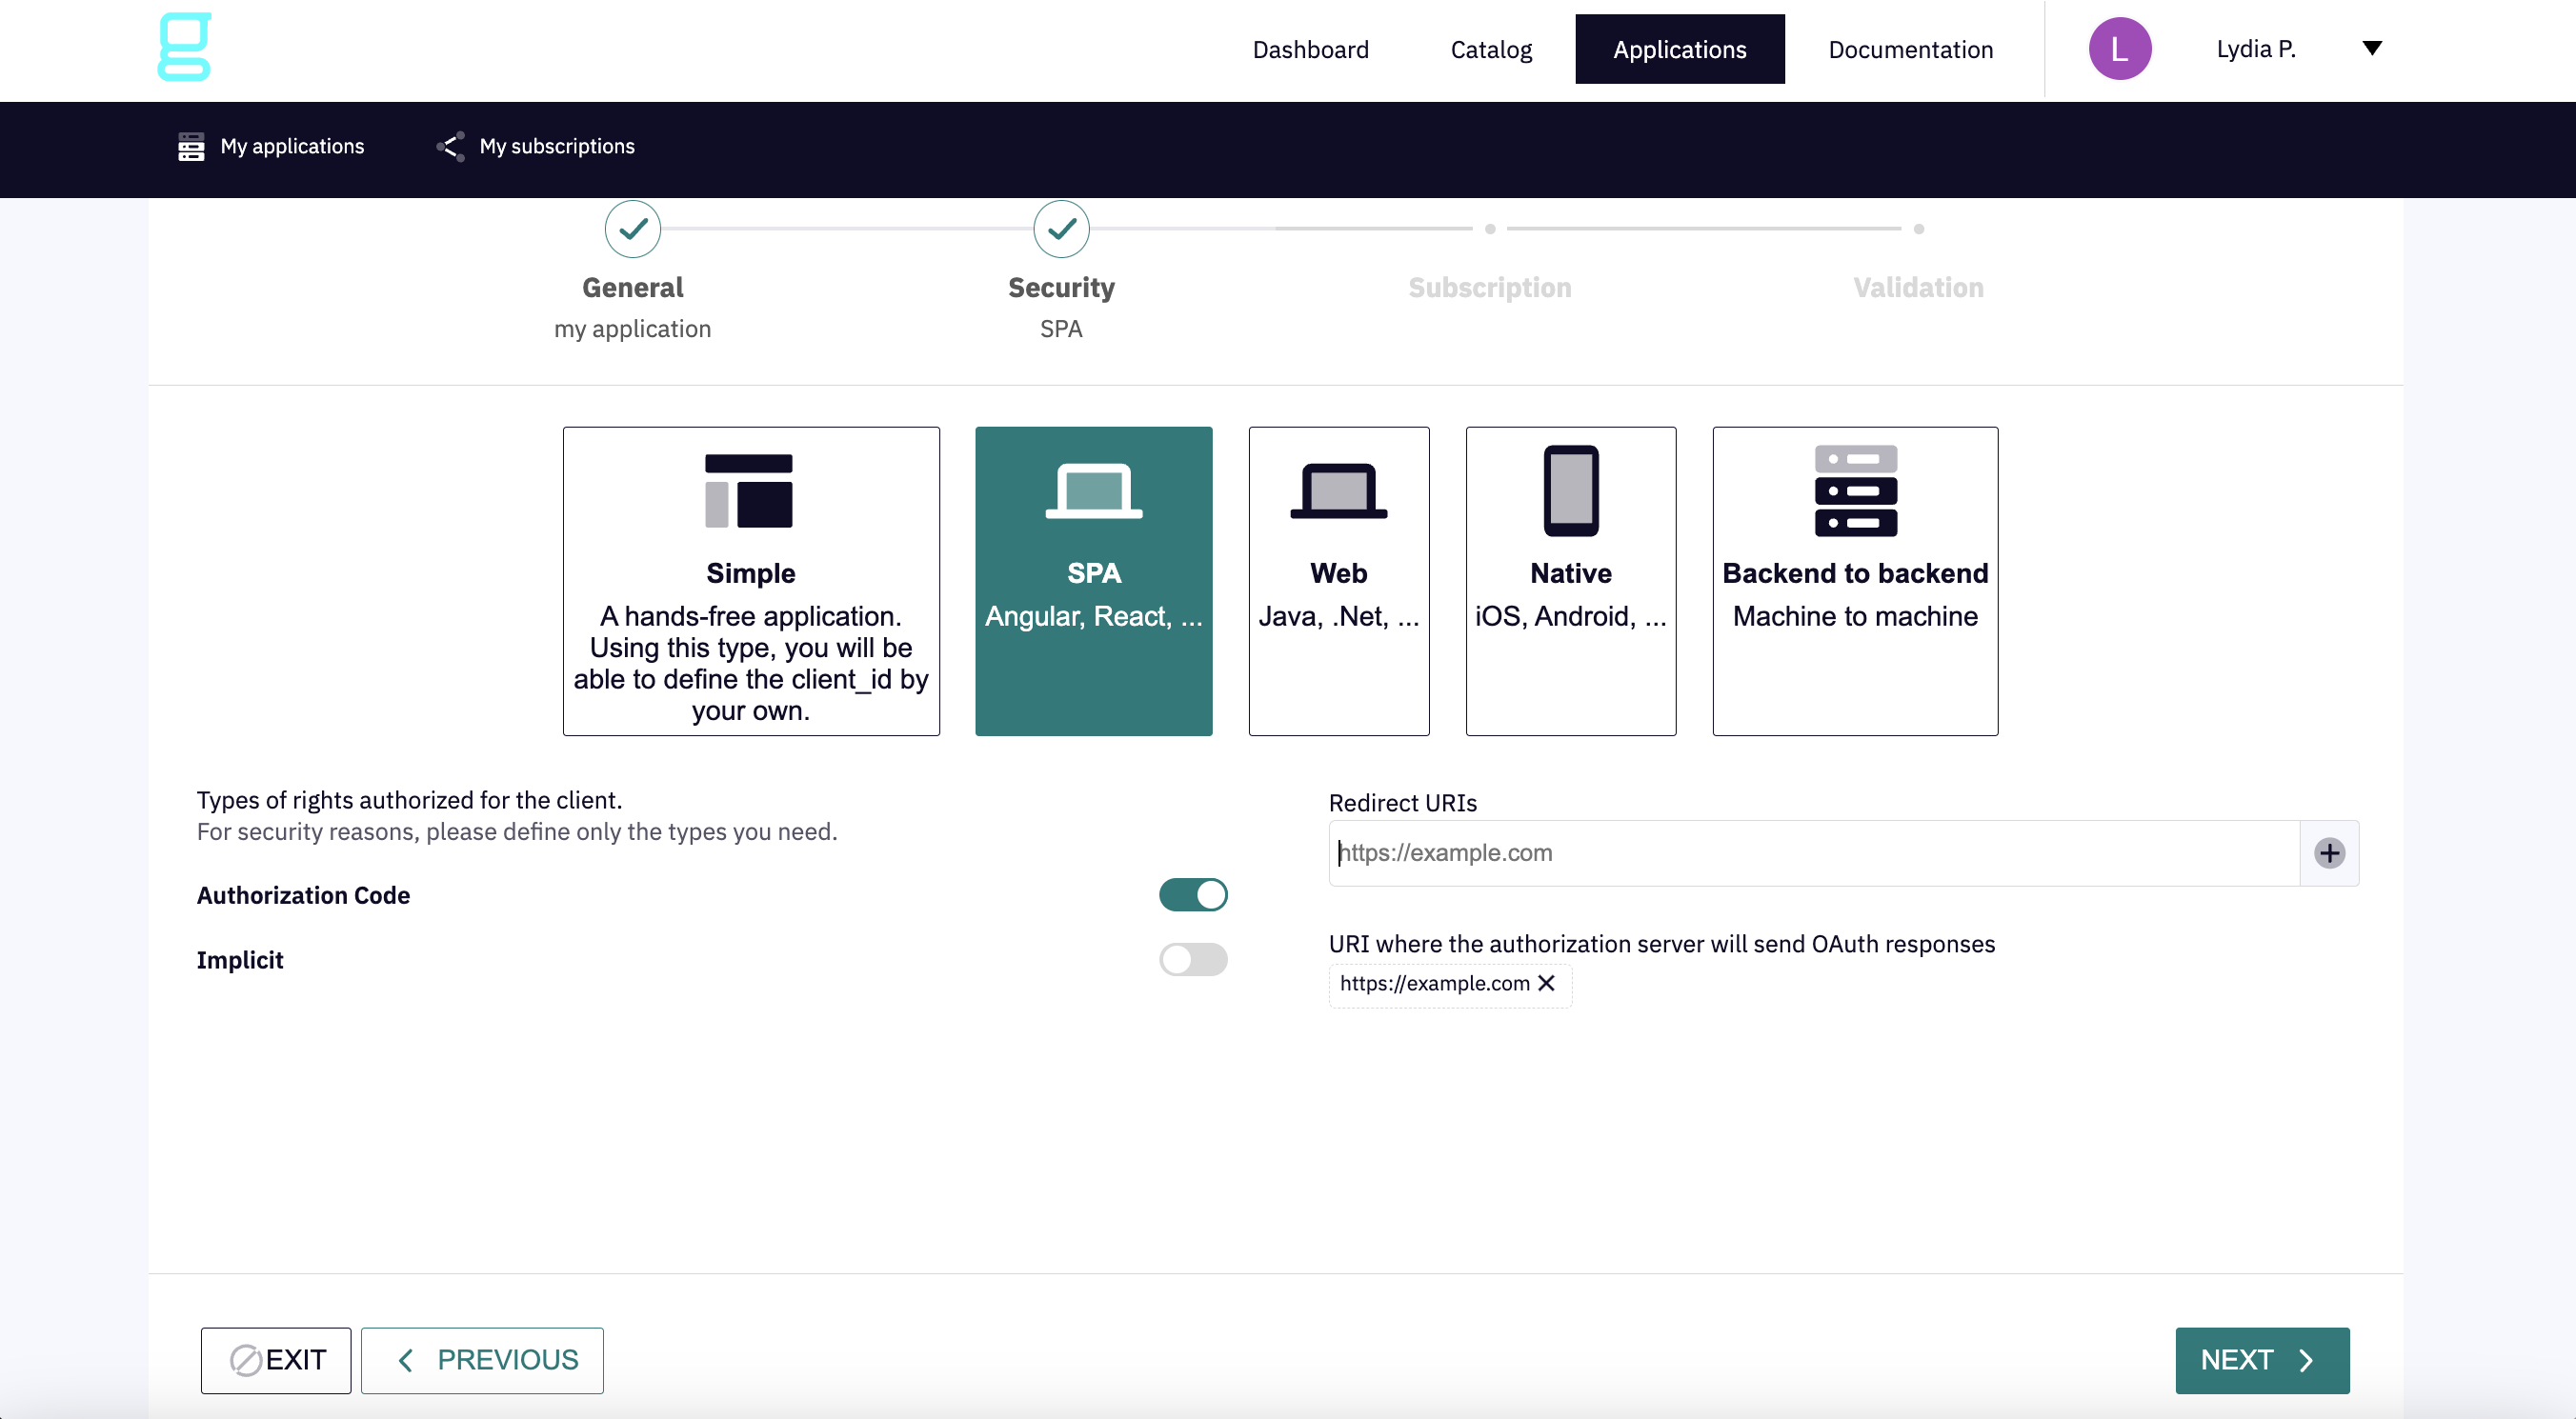 g
Dashboard
Catalog
Applications
Documentation
L
Lydia P.
My applications
My subscriptions
General
my application
Security
SPA
Subscription
Validation
Simple
A hands-free application.
Using this type, you will be
able to define the client_id by
your own.
SPA
Angular, React, ...
Web
Java, .Net, ...
Native
iOS, Android, ...
Backend to backend
Machine to machine
Types of rights authorized for the client.
For security reasons, please define only the types you need.
Authorization Code
Implicit
Redirect URIs
https://example.com
URI where the authorization server will send OAuth responses
https://example.com
EXIT
PREVIOUS
NEXT